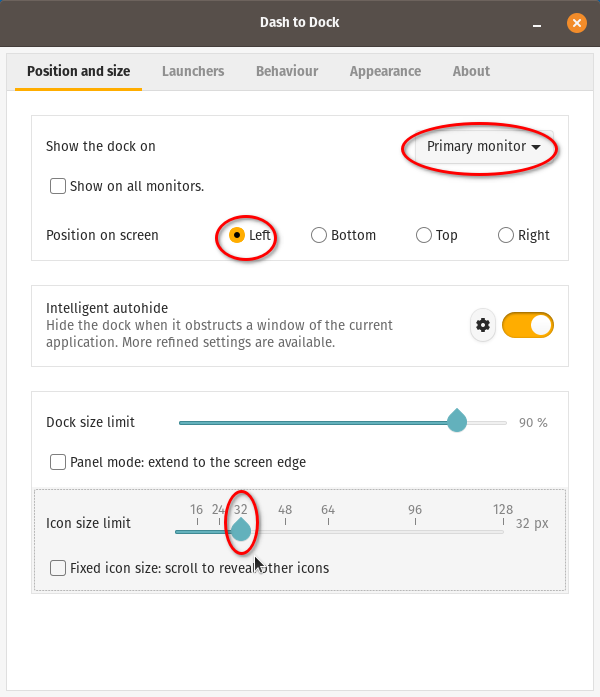 Dash to Dock
Position and size Launchers Behaviour Appearance About
Show the dock on Primary monitor
Show on all monitors.
Position on screen Left Bottom Top Right
Intelligent autohide
Hide the dock when it obstructs a window of the current
application. More refined settings are available.
Dock size limit 90 %
Panel mode: extend to the screen edge
16 24 32 48 64 96 128
Icon size limit 32 px
Fixed icon size: scroll to reveal other icons